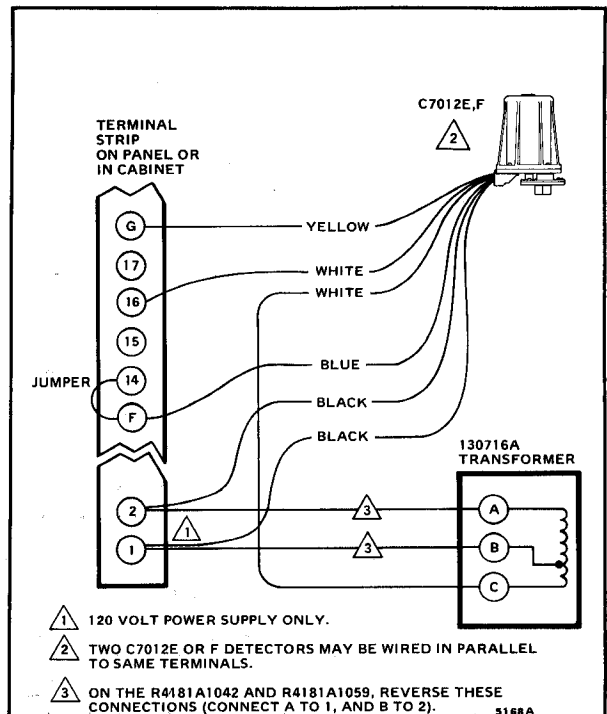 C7012E,F
2
TERMINAL
STRIP
ON PANEL OR
IN CABINET
G
YELLOW
17
WHITE
16
WHITE
15
BLUE
JUMPER
14
F
BLACK
BLACK
130716A
TRANSFORMER
2
3
A
1
1
3
B
C
1 120 VOLT POWER SUPPLY ONLY.
2 TWO C7012E OR F DETECTORS MAY BE WIRED IN PARALLEL
TO SAME TERMINALS.
3 ON THE R4181A1042 AND R4181A1059, REVERSE THESE
CONNECTIONS (CONNECT A TO 1, AND B TO 2).
5168A